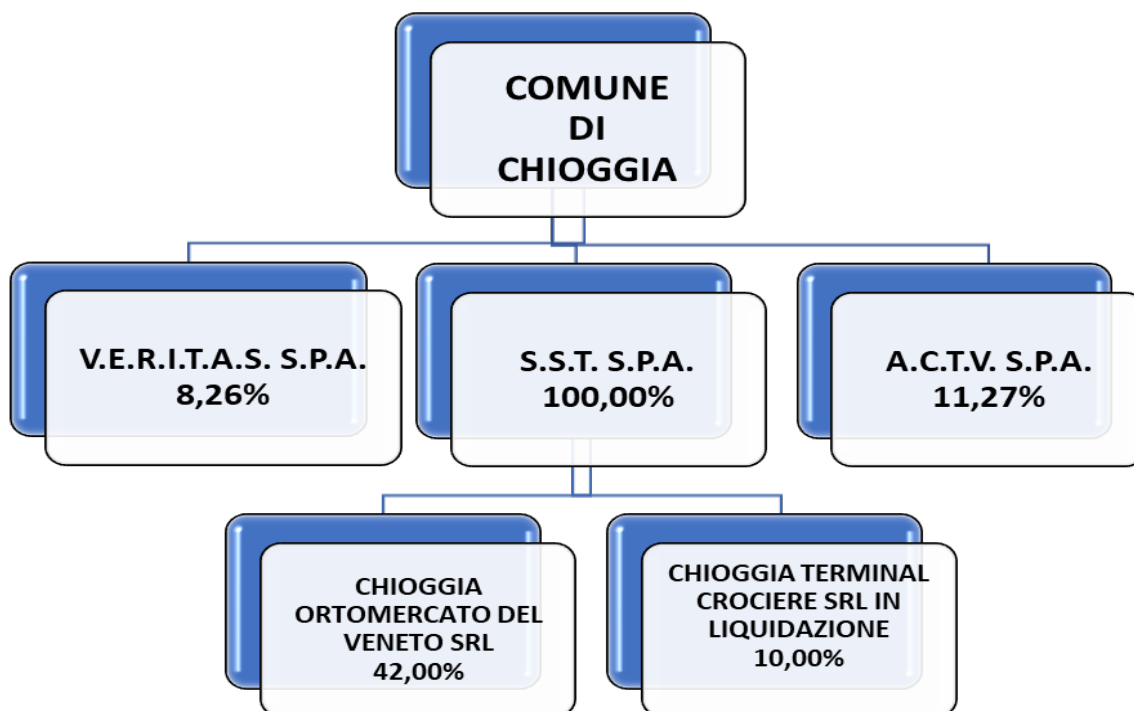 COMUNE
DI
CHIOGGIA
V.E.R.I.T.A.S. S.P.A.
8,26%
S.S.T. S.P.A.
100,00%
A.C.T.V. S.P.A.
11,27%
CHIOGGIA
ORTOMERCATO DEL
VENETO SRL
42,00%
CHIOGGIA TERMINAL
CROCIERE SRL IN
LIQUIDAZIONE
10,00%